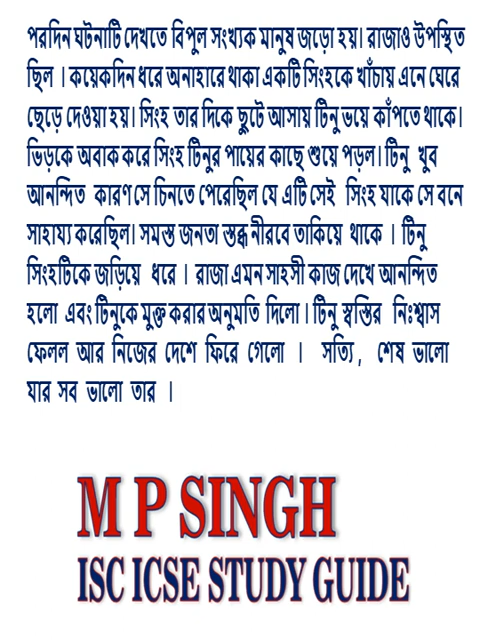 পরদিন ঘটনাটি দেখতে বিপুল সংখ্যক মানুষ জড়ো হয়। রাজাও উপস্থিত
ছিল । কয়েকদিন ধরে অনাহারে থাকা একটি সিংহকে খাঁচায় এনে ঘেরে
ছেড়ে দেওয়া হয়। সিংহ তার দিকে ছুটে আসায় টিনু ভয়ে কাঁপতে থাকে।
ভিড়কে অবাক করে সিংহ টিনুর পায়ের কাছে শুয়ে পড়ল। টিনু খুব
আনন্দিত কারণ সে চিনতে পেরেছিল যে এটি সেই সিংহ যাকে সে বনে
সাহায্য করেছিল। সমস্ত জনতা স্তব্ধ নীরবে তাকিয়ে থাকে । টিনু
সিংহটিকে জড়িয়ে ধরে । রাজা এমন সাহসী কাজ দেখে আনন্দিত
হলো এবং টিনুকে মুক্ত করার অনুমতি দিলো। টিনু স্বস্তির নিঃশ্বাস
ফেলল আর নিজের দেশে ফিরে গেলো । সত্যি, শেষ ভালো
যার সব ভালো তার ।
M P SINGH
ISC ICSE STUDY GUIDE